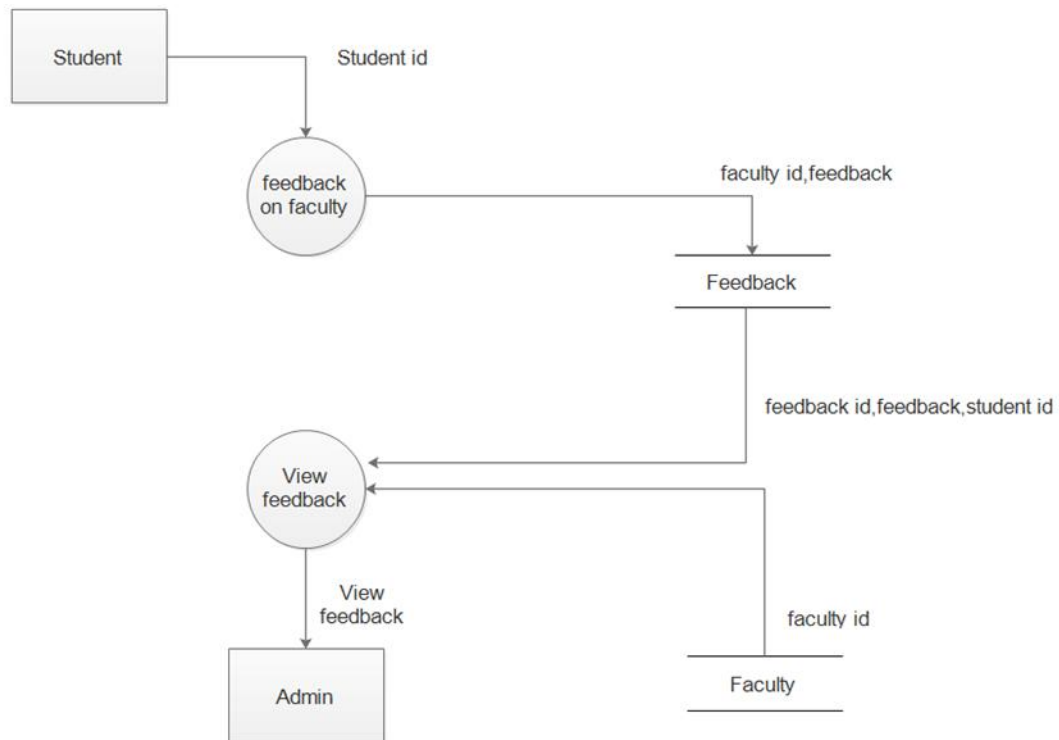 Student
Student id
feedback
on faculty
faculty id,feedback
Feedback
feedback id,feedback,student id
View
feedback
View
feedback
faculty id
Admin
Faculty